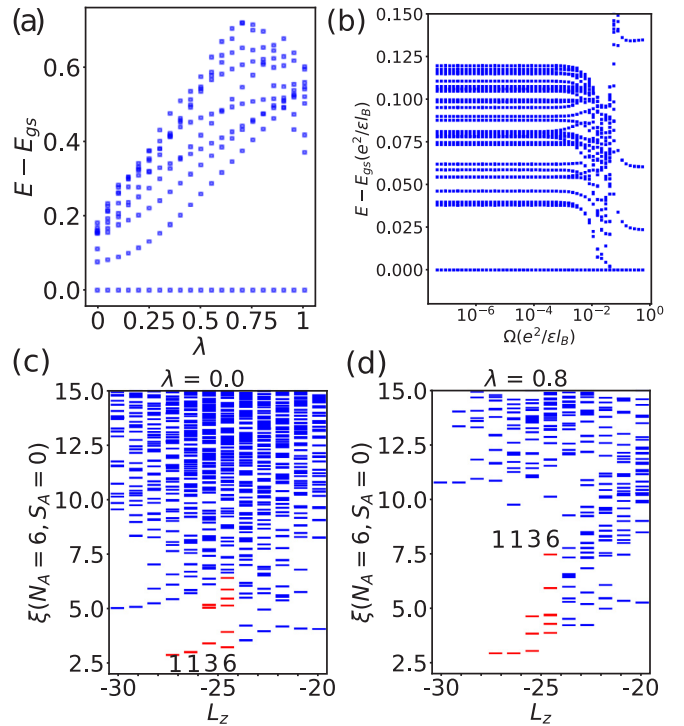 (a)
E − E_gs
0.6
0.4
0.2
0.0
0
0.25
0.50
0.75
1
λ
(b)
E − E_gs(e²/εl_B)
0.150
0.125
0.100
0.075
0.050
0.025
0.000
10⁻⁶
10⁻⁴
10⁻²
10⁰
Ω(e²/εl_B)
(c)
λ = 0.0
ξ(N_A = 6, S_A = 0)
15.0
12.5
10.0
7.5
5.0
2.5
1136
-30
-25
-20
L_z
(d)
λ = 0.8
ξ(N_A = 6, S_A = 0)
15.0
12.5
10.0
7.5
5.0
2.5
1136
-30
-25
-20
L_z